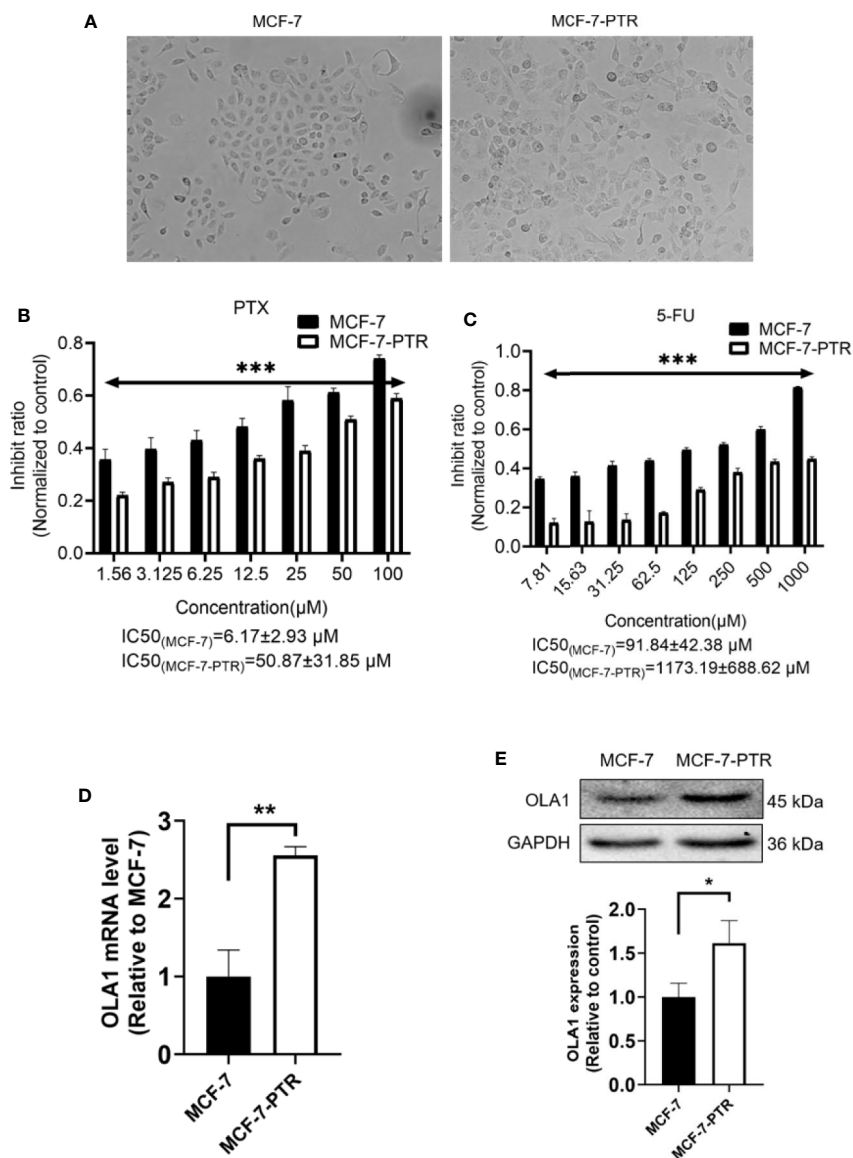 A
MCF-7
MCF-7-PTR
B
PTX
MCF-7
MCF-7-PTR
***
Inhibit ratio
(Normalized to control)
0.8
0.6
0.4
0.2
0.0
1.56 3.125 6.25 12.5 25 50 100
Concentration(μM)
IC50(MCF-7)=6.17±2.93 μM
IC50(MCF-7-PTR)=50.87±31.85 μM
C
5-FU
MCF-7
MCF-7-PTR
***
Inhibit ratio
(Normalized to control)
1.0
0.8
0.6
0.4
0.2
0.0
7.81 15.63 31.25 62.5 125 250 500 1000
Concentration(μM)
IC50(MCF-7)=91.84±42.38 μM
IC50(MCF-7-PTR)=1173.19±688.62 μM
D
**
OLA1 mRNA level
(Relative to MCF-7)
3
2
1
0
MCF-7
MCF-7-PTR
E
MCF-7 MCF-7-PTR
OLA1 45 kDa
GAPDH 36 kDa
*
OLA1 expression
(Relative to control)
2.0
1.5
1.0
0.5
0.0
MCF-7
MCF-7-PTR